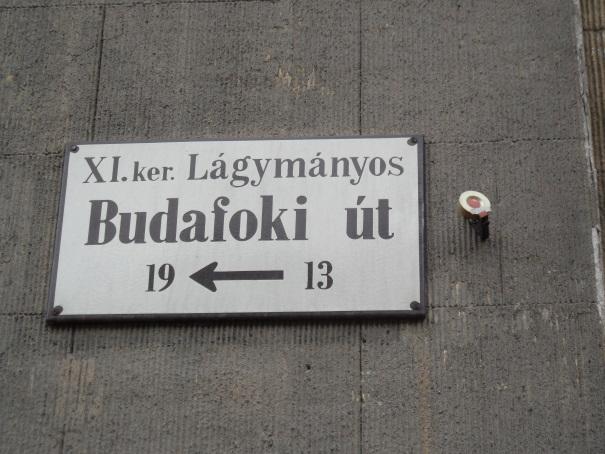 XI. ker. Lágymányos
Budafoki út
19 ← 13